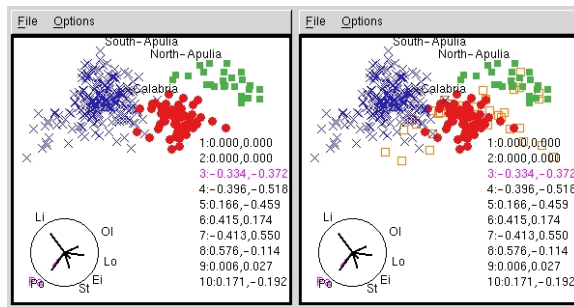 File Options
South-Apulia
North-Apulia
Calabria
1:0.000,0.000
2:0.000,0.000
3:-0.334,-0.372
4:-0.396,-0.518
5:0.166,-0.459
6:0.415,0.174
7:-0.413,0.550
8:0.576,-0.114
9:0.006,0.027
10:0.171,-0.192
Li
Ol
Lo
Ei
St
File Options
South-Apulia
North-Apulia
Calabria
1:0.000,0.000
2:0.000,0.000
3:-0.334,-0.372
4:-0.396,-0.518
5:0.166,-0.459
6:0.415,0.174
7:-0.413,0.550
8:0.576,-0.114
9:0.006,0.027
10:0.171,-0.192
Li
Ol
Lo
Ei
St